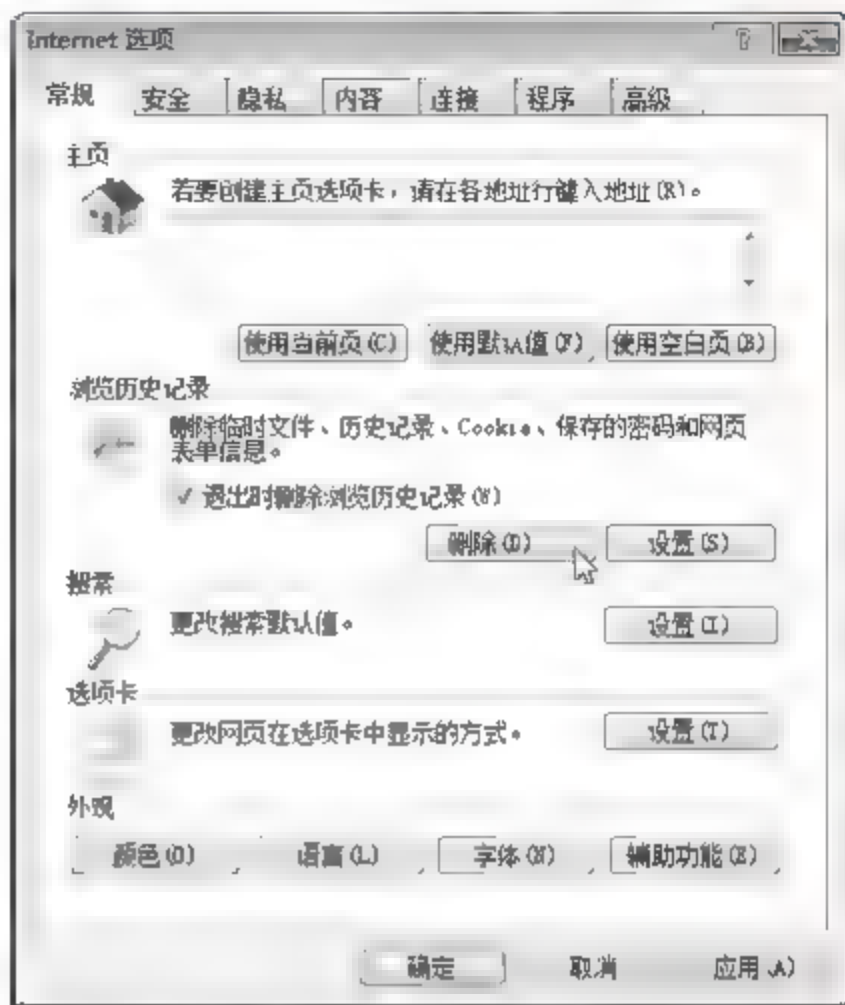 Internet 选项
常规 安全 隐私 内容 连接 程序 高级
主页
若要创建主页选项卡，请在各地址行键入地址(R)。
使用当前页(C) 使用默认值(F) 使用空白页(B)
浏览历史记录
删除临时文件、历史记录、Cookie、保存的密码和网页
表单信息。
✓ 退出时删除浏览历史记录(W)
删除(D) 设置(S)
搜索
更改搜索默认值。 设置(I)
选项卡
更改网页在选项卡中显示的方式。 设置(T)
外观
颜色(O) 语言(L) 字体(N) 辅助功能(E)
确定 取消 应用(A)